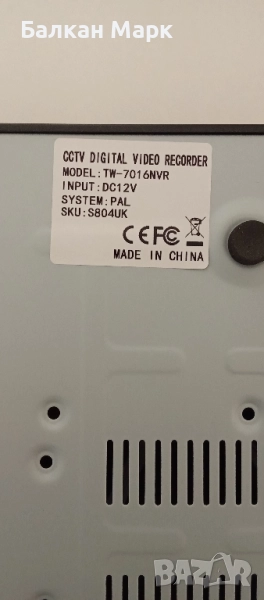 Балкан Марк
CCTV DIGITAL VIDEO RECORDER
MODEL:TW-7016NVR
INPUT:DC12V
SYSTEM:PAL
SKU:S804UK
CE FC
MADE IN CHINA
BAZAR